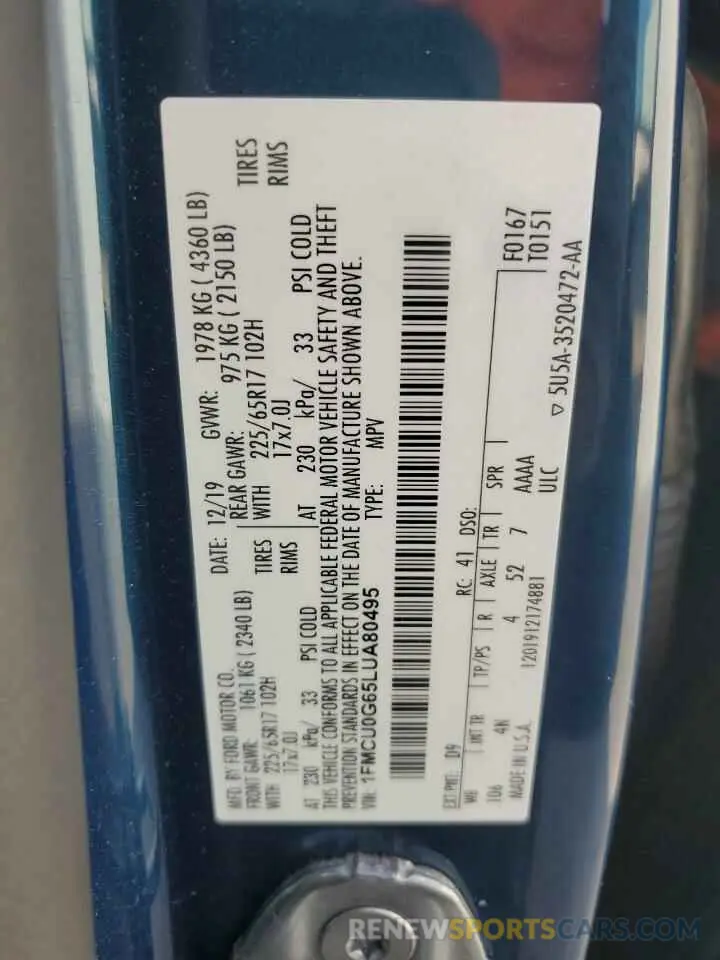 MFD. BY FORD MOTOR CO.
DATE: 12/19 GVWR: 1978 KG ( 4360 LB)
FRONT GAWR: 1061 KG ( 2340 LB) REAR GAWR: 975 KG ( 2150 LB)
WITH 225/65R17 102H TIRES WITH 225/65R17 102H TIRES
17x7.0J RIMS 17x7.0J RIMS
AT 230 kPa/ 33 PSI COLD AT 230 kPa/ 33 PSI COLD
THIS VEHICLE CONFORMS TO ALL APPLICABLE FEDERAL MOTOR VEHICLE SAFETY AND THEFT
PREVENTION STANDARDS IN EFFECT ON THE DATE OF MANUFACTURE SHOWN ABOVE.
VIN: 1FMCU0G65LUA80495 TYPE: MPV
EXT PNT: D9 RC: 41 DSO: F0167
T0151
WB INT TR TP/PS R AXLE TR SPR
106 4N 4 52 7 AAAA
MADE IN U.S.A. 1201912174881 ULC
▽ 5U5A-3520472-AA
RENEWSPORTSCARS.COM